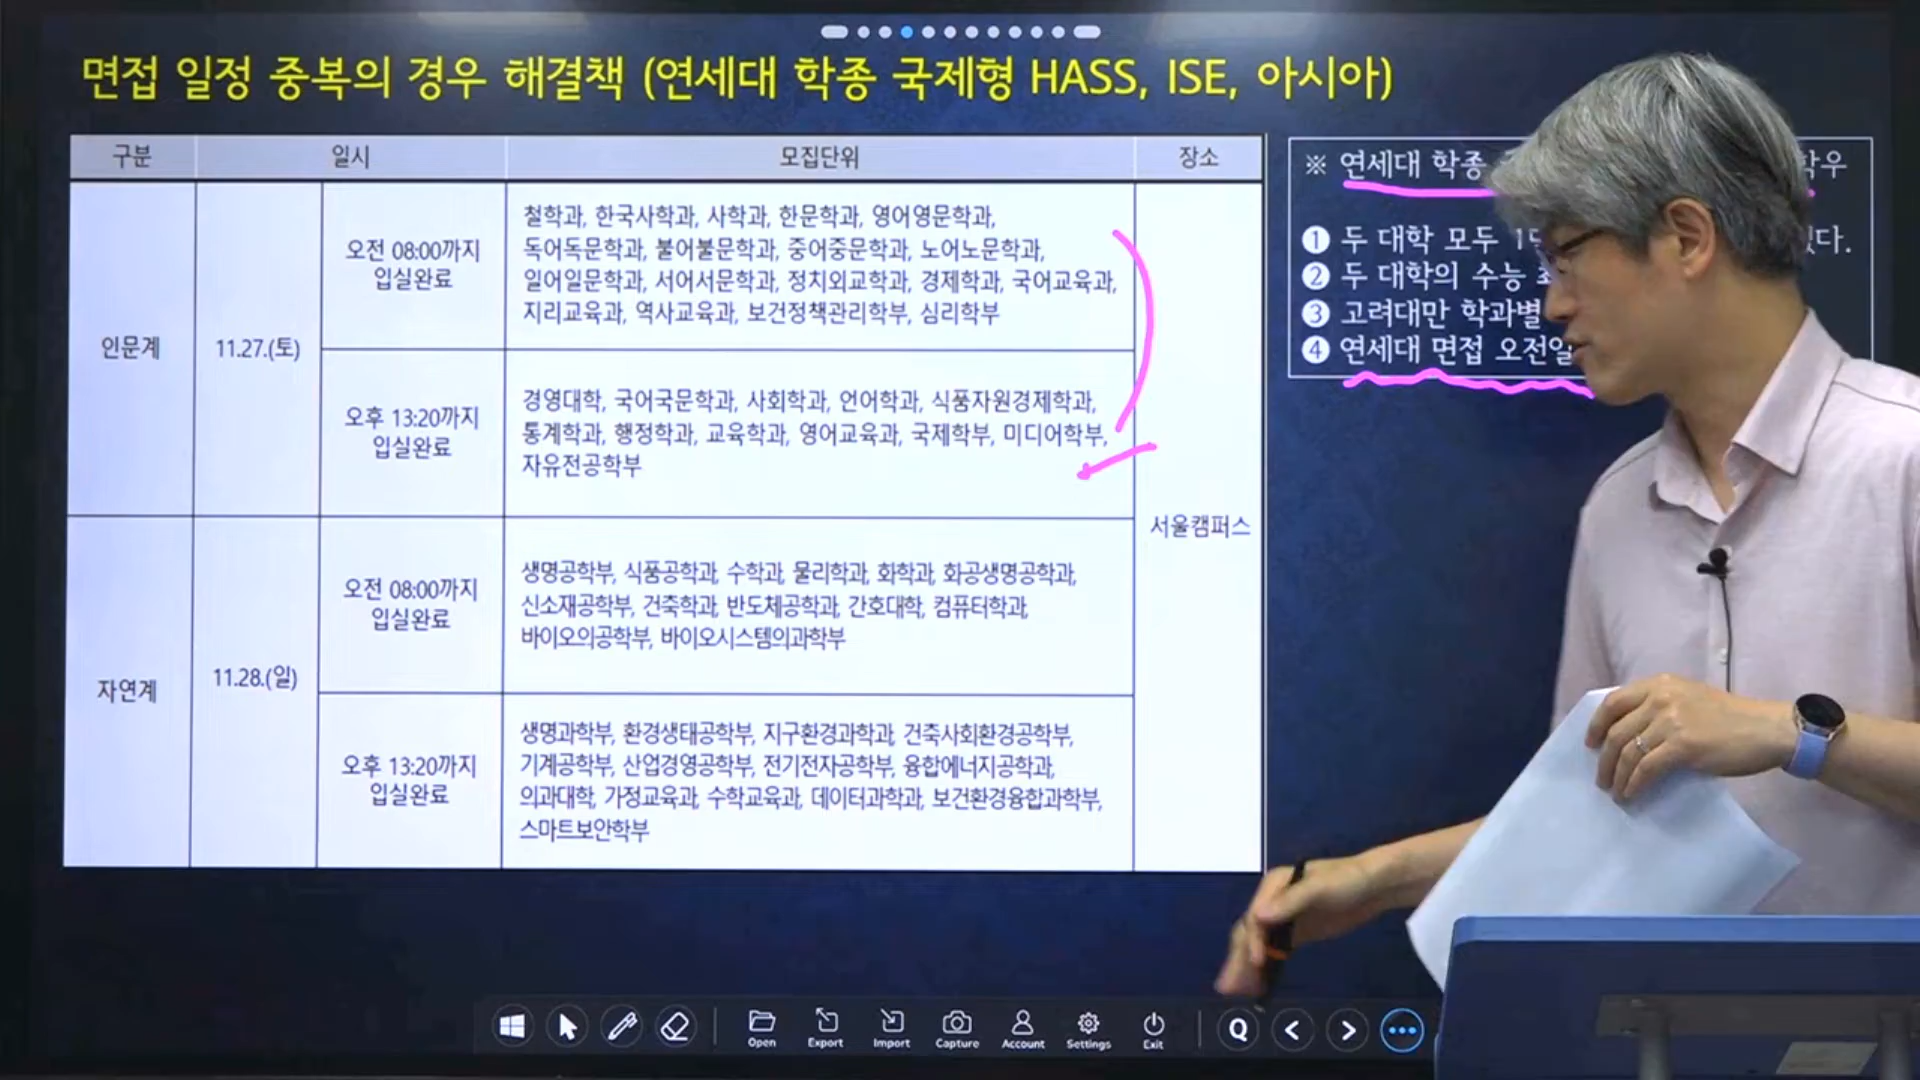 면접 일정 중복의 경우 해결책 (연세대 학종 국제형 HASS, ISE, 아시아)
구분 일시 모집단위 장소
인문계
11.27.(토)
오전 08:00까지
입실완료
철학과, 한국사학과, 사학과, 한문학과, 영어영문학과,
독어독문학과, 불어불문학과, 중어중문학과, 노어노문학과,
일어일문학과, 서어서문학과, 정치외교학과, 경제학과, 국어교육과,
지리교육과, 역사교육과, 보건정책관리학부, 심리학부
오후 13:20까지
입실완료
경영대학, 국어국문학과, 사회학과, 언어학과, 식품자원경제학과,
통계학과, 행정학과, 교육학과, 영어교육과, 국제학부, 미디어학부,
자유전공학부
서울캠퍼스
자연계
11.28.(일)
오전 08:00까지
입실완료
생명공학부, 식품공학과, 수학과, 물리학과, 화학과, 화공생명공학과,
신소재공학부, 건축학과, 반도체공학과, 간호대학, 컴퓨터학과,
바이오의공학부, 바이오시스템의과학부
오후 13:20까지
입실완료
생명과학부, 환경생태공학부, 지구환경과학과, 건축사회환경공학부,
기계공학부, 산업경영공학부, 전기전자공학부, 융합에너지공학과,
의과대학, 가정교육과, 수학교육과, 데이터과학과, 보건환경융합과학부,
스마트보안학부
※ 연세대 학종
❶ 두 대학 모두
❷ 두 대학의 수능
❸ 고려대만 학과별
❹ 연세대 면접
Open Export Import Capture Account Settings Exit
Q